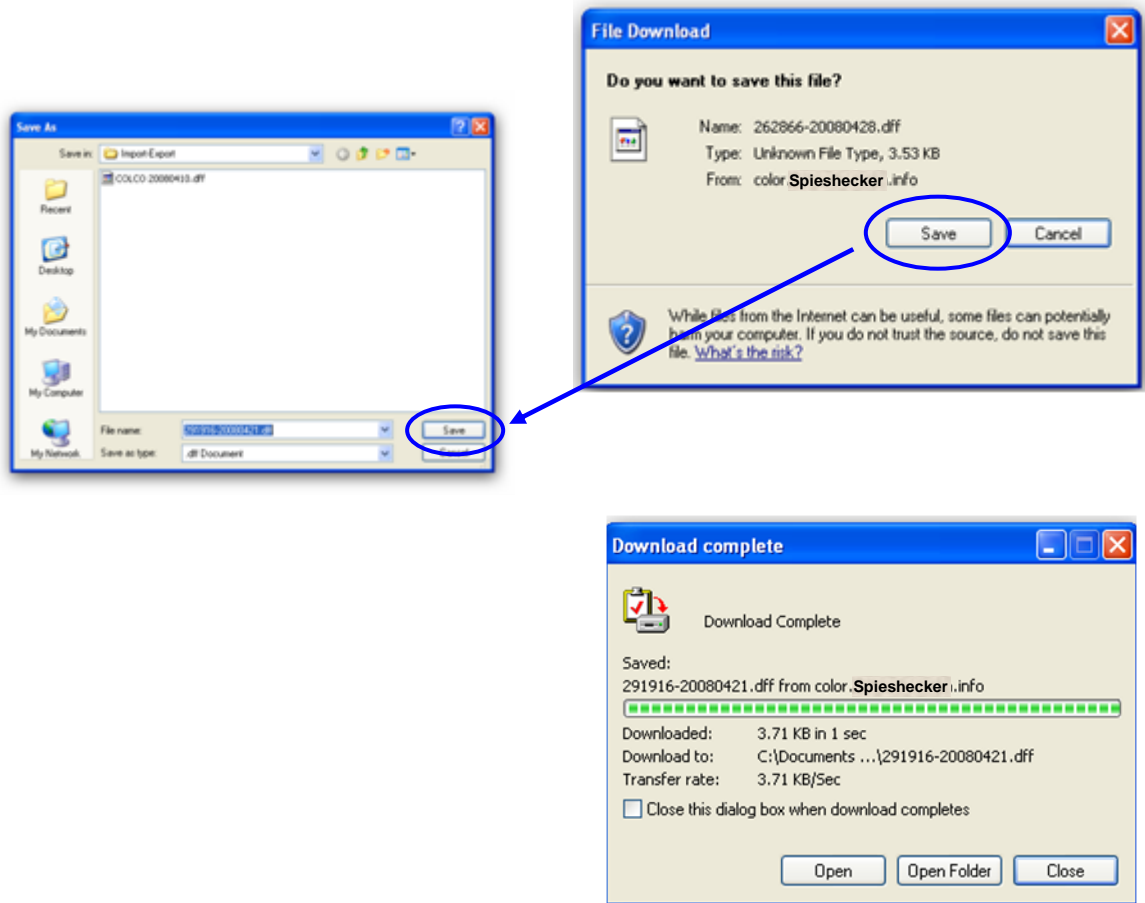 File Download
Do you want to save this file?
Name: 262866-20080428.dff
Type: Unknown File Type, 3.53 KB
From: color.Spieshecker.info
Save Cancel
While files from the Internet can be useful, some files can potentially
harm your computer. If you do not trust the source, do not save this
file. What's the risk?
Save As
Save in: Import-Export
COLCO 20080410.dff
Recent
Desktop
My Documents
My Computer
My Network
File name: 291916-20080421.dff Save
Save as type: .dff Document Cancel
Download complete
Download Complete
Saved:
291916-20080421.dff from color.Spieshecker.info
Downloaded: 3.71 KB in 1 sec
Download to: C:\Documents ...\291916-20080421.dff
Transfer rate: 3.71 KB/Sec
Close this dialog box when download completes
Open Open Folder Close